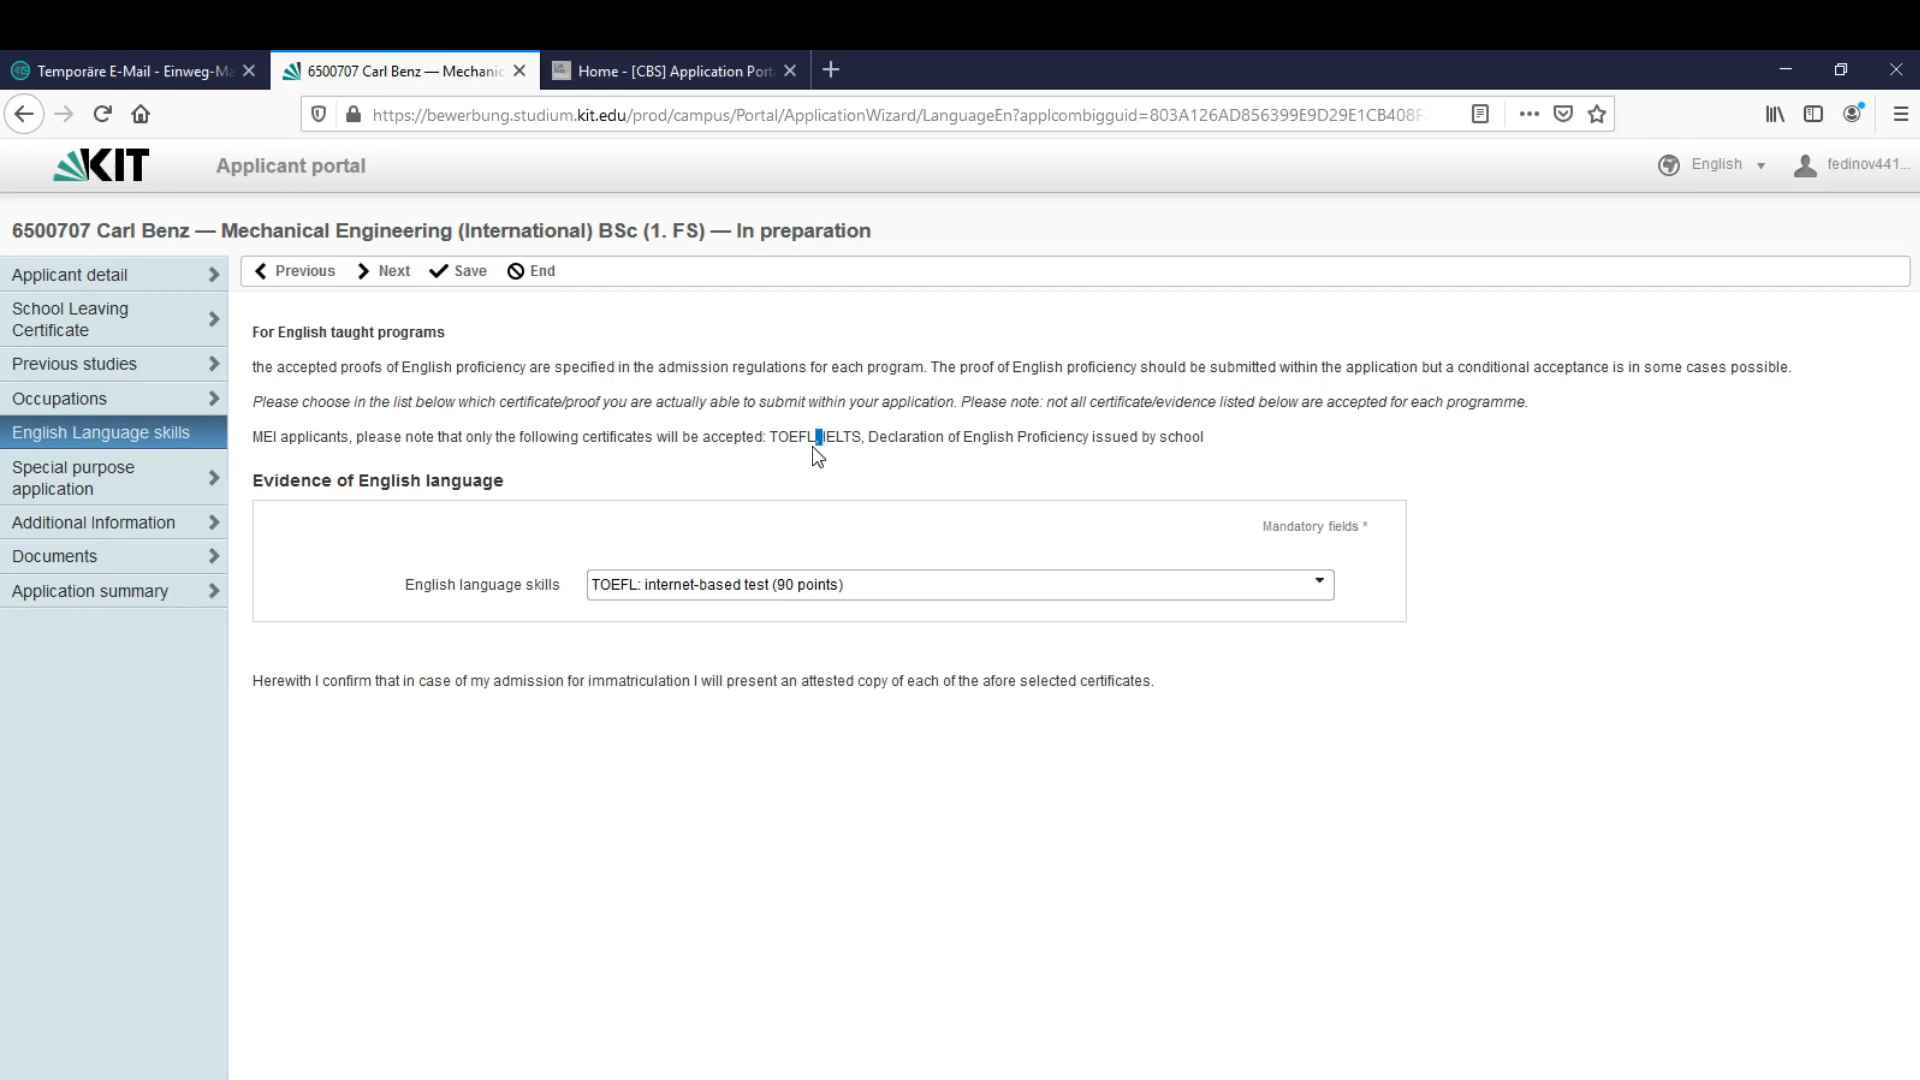 Temporäre E-Mail - Einweg-Ma
6500707 Carl Benz — Mechanic
Home - [CBS] Application Port
https://bewerbung.studium.kit.edu/prod/campus/Portal/ApplicationWizard/LanguageEn?applcombigguid=803A126AD856399E9D29E1CB408F
KIT
Applicant portal
English
fedinov441...
6500707 Carl Benz — Mechanical Engineering (International) BSc (1. FS) — In preparation
Applicant detail
School Leaving
Certificate
Previous studies
Occupations
English Language skills
Special purpose
application
Additional Information
Documents
Application summary
Previous Next Save End
For English taught programs
the accepted proofs of English proficiency are specified in the admission regulations for each program. The proof of English proficiency should be submitted within the application but a conditional acceptance is in some cases possible.
Please choose in the list below which certificate/proof you are actually able to submit within your application. Please note: not all certificate/evidence listed below are accepted for each programme.
MEI applicants, please note that only the following certificates will be accepted: TOEFL, IELTS, Declaration of English Proficiency issued by school
Evidence of English language
Mandatory fields *
English language skills
TOEFL: internet-based test (90 points)
Herewith I confirm that in case of my admission for immatriculation I will present an attested copy of each of the afore selected certificates.